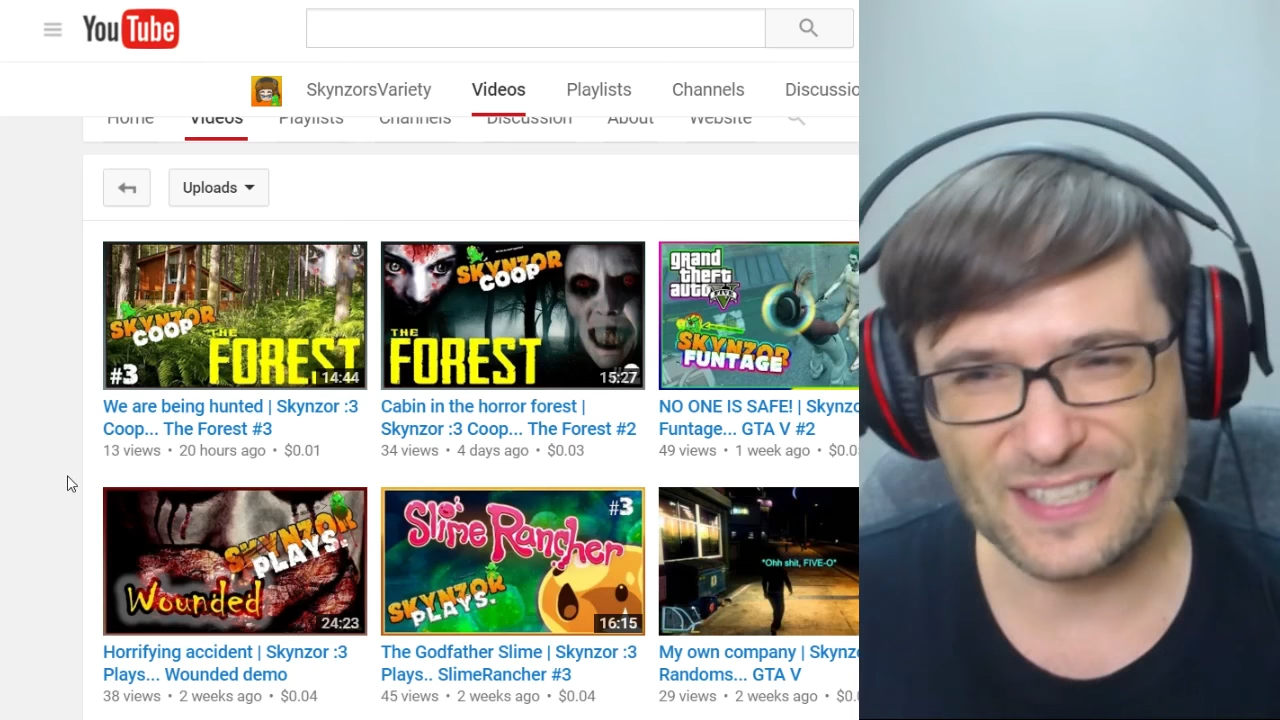 YouTube
SkynzorsVariety Videos Playlists Channels Discussio
Home Videos Playlists Channels Discussion About Website
Uploads
SKYNZOR
COOP
THE
FOREST
#3
14:44
SKYNZOR
COOP
THE
FOREST
15:27
grand
theft
auto
FIVE
SKYNZOR
FUNTAGE
We are being hunted | Skynzor :3
Coop... The Forest #3
13 views • 20 hours ago • $0.01
Cabin in the horror forest |
Skynzor :3 Coop... The Forest #2
34 views • 4 days ago • $0.03
NO ONE IS SAFE! | Skynzo
Funtage... GTA V #2
49 views • 1 week ago • $0.0
SKYNZOR
PLAYS.
Wounded
24:23
#3
Slime Rancher
SKYNZOR
PLAYS.
16:15
*Ohh shit, FIVE-O*
Horrifying accident | Skynzor :3
Plays... Wounded demo
38 views • 2 weeks ago • $0.04
The Godfather Slime | Skynzor :3
Plays.. SlimeRancher #3
45 views • 2 weeks ago • $0.04
My own company | Skynz
Randoms... GTA V
29 views • 2 weeks ago • $0.